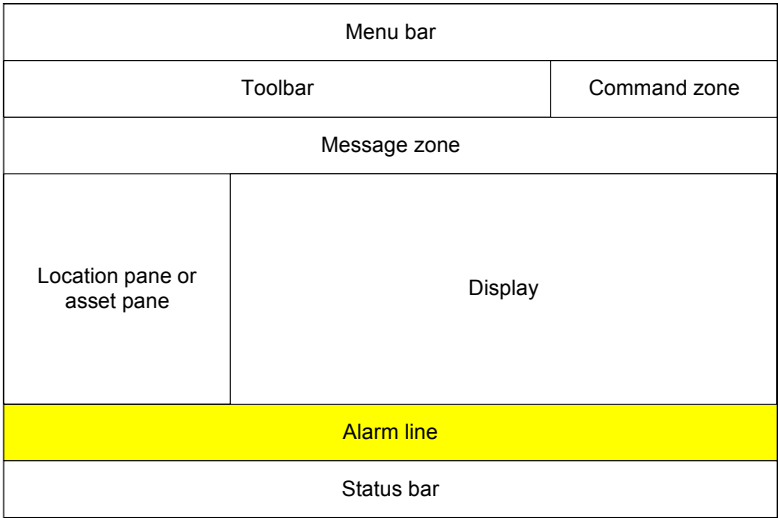 Menu bar
Toolbar
Command zone
Message zone
Location pane or
asset pane
Display
Alarm line
Status bar